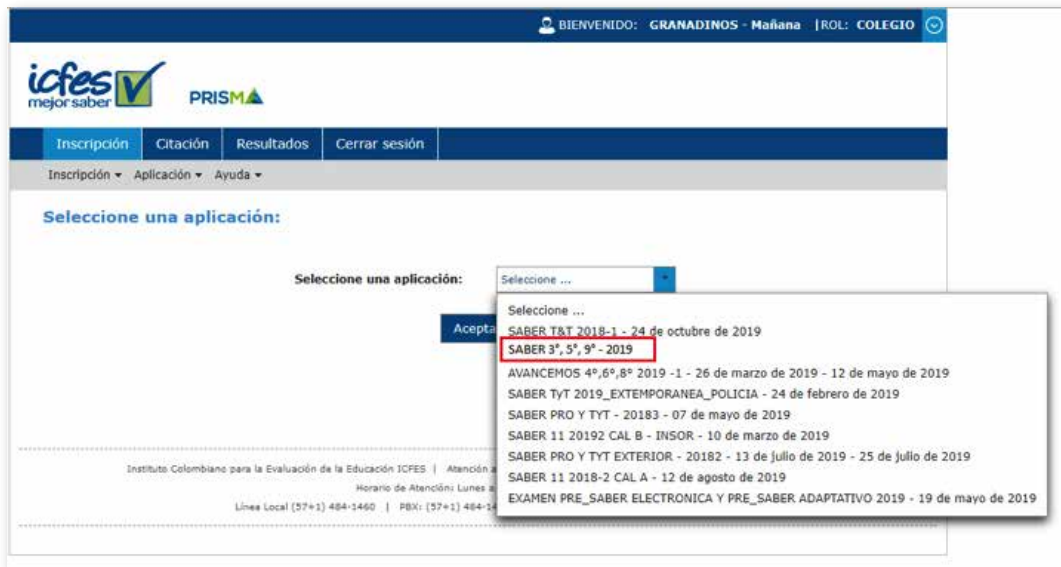 BIENVENIDO: GRANADINOS - Mañana |ROL: COLEGIO
icfes
mejor saber
PRISMA
Inscripción Citación Resultados Cerrar sesión
Inscripción Aplicación Ayuda
Seleccione una aplicación:
Seleccione una aplicación: Seleccione ...
Seleccione ...
Acepta
SABER T&T 2018-1 - 24 de octubre de 2019
SABER 3°, 5°, 9° - 2019
AVANCEMOS 4º,6º,8º 2019 -1 - 26 de marzo de 2019 - 12 de mayo de 2019
SABER TyT 2019_EXTEMPORANEA_POLICIA - 24 de febrero de 2019
SABER PRO Y TYT - 20183 - 07 de mayo de 2019
SABER 11 20192 CAL B - INSOR - 10 de marzo de 2019
SABER PRO Y TYT EXTERIOR - 20182 - 13 de julio de 2019 - 25 de julio de 2019
SABER 11 2018-2 CAL A - 12 de agosto de 2019
EXAMEN PRE_SABER ELECTRONICA Y PRE_SABER ADAPTATIVO 2019 - 19 de mayo de 2019
Instituto Colombiano para la Evaluación de la Educación ICFES | Atención a
Horario de Atención: Lunes a
Línea Local (57+1) 484-1460 | PBX: (57+1) 484-14